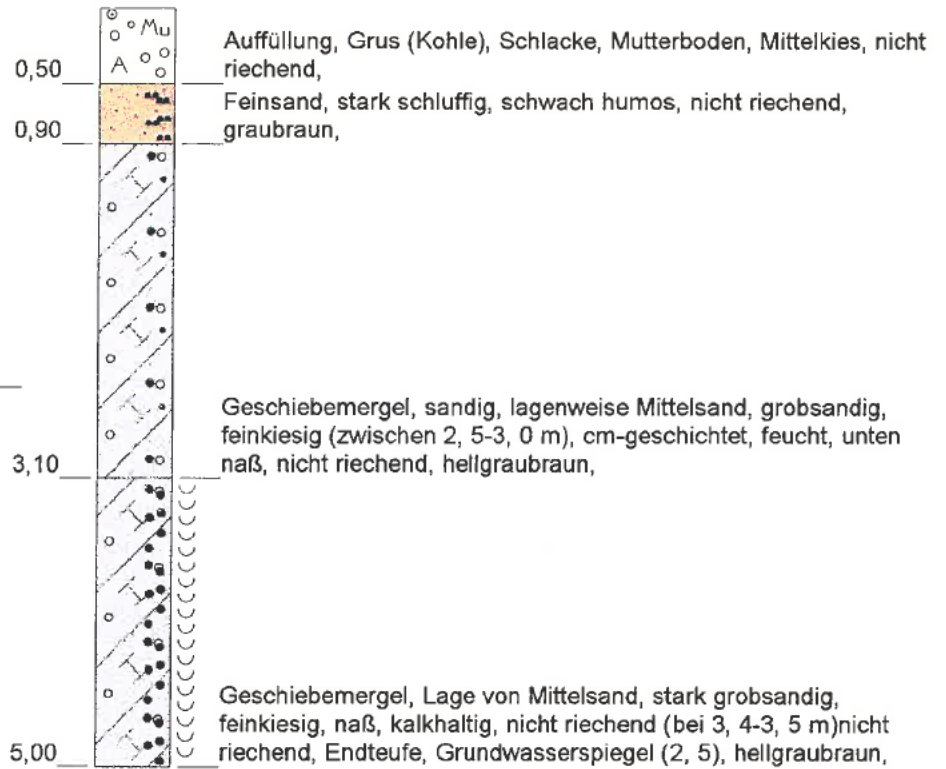 Mu
A
Auffüllung, Grus (Kohle), Schlacke, Mutterboden, Mittelkies, nicht
riechend,
0,50
Feinsand, stark schluffig, schwach humos, nicht riechend,
graubraun,
0,90
Geschiebemergel, sandig, lagenweise Mittelsand, grobsandig,
feinkiesig (zwischen 2, 5-3, 0 m), cm-geschichtet, feucht, unten
naß, nicht riechend, hellgraubraun,
3,10
Geschiebemergel, Lage von Mittelsand, stark grobsandig,
feinkiesig, naß, kalkhaltig, nicht riechend (bei 3, 4-3, 5 m)nicht
riechend, Endteufe, Grundwasserspiegel (2, 5), hellgraubraun,
5,00